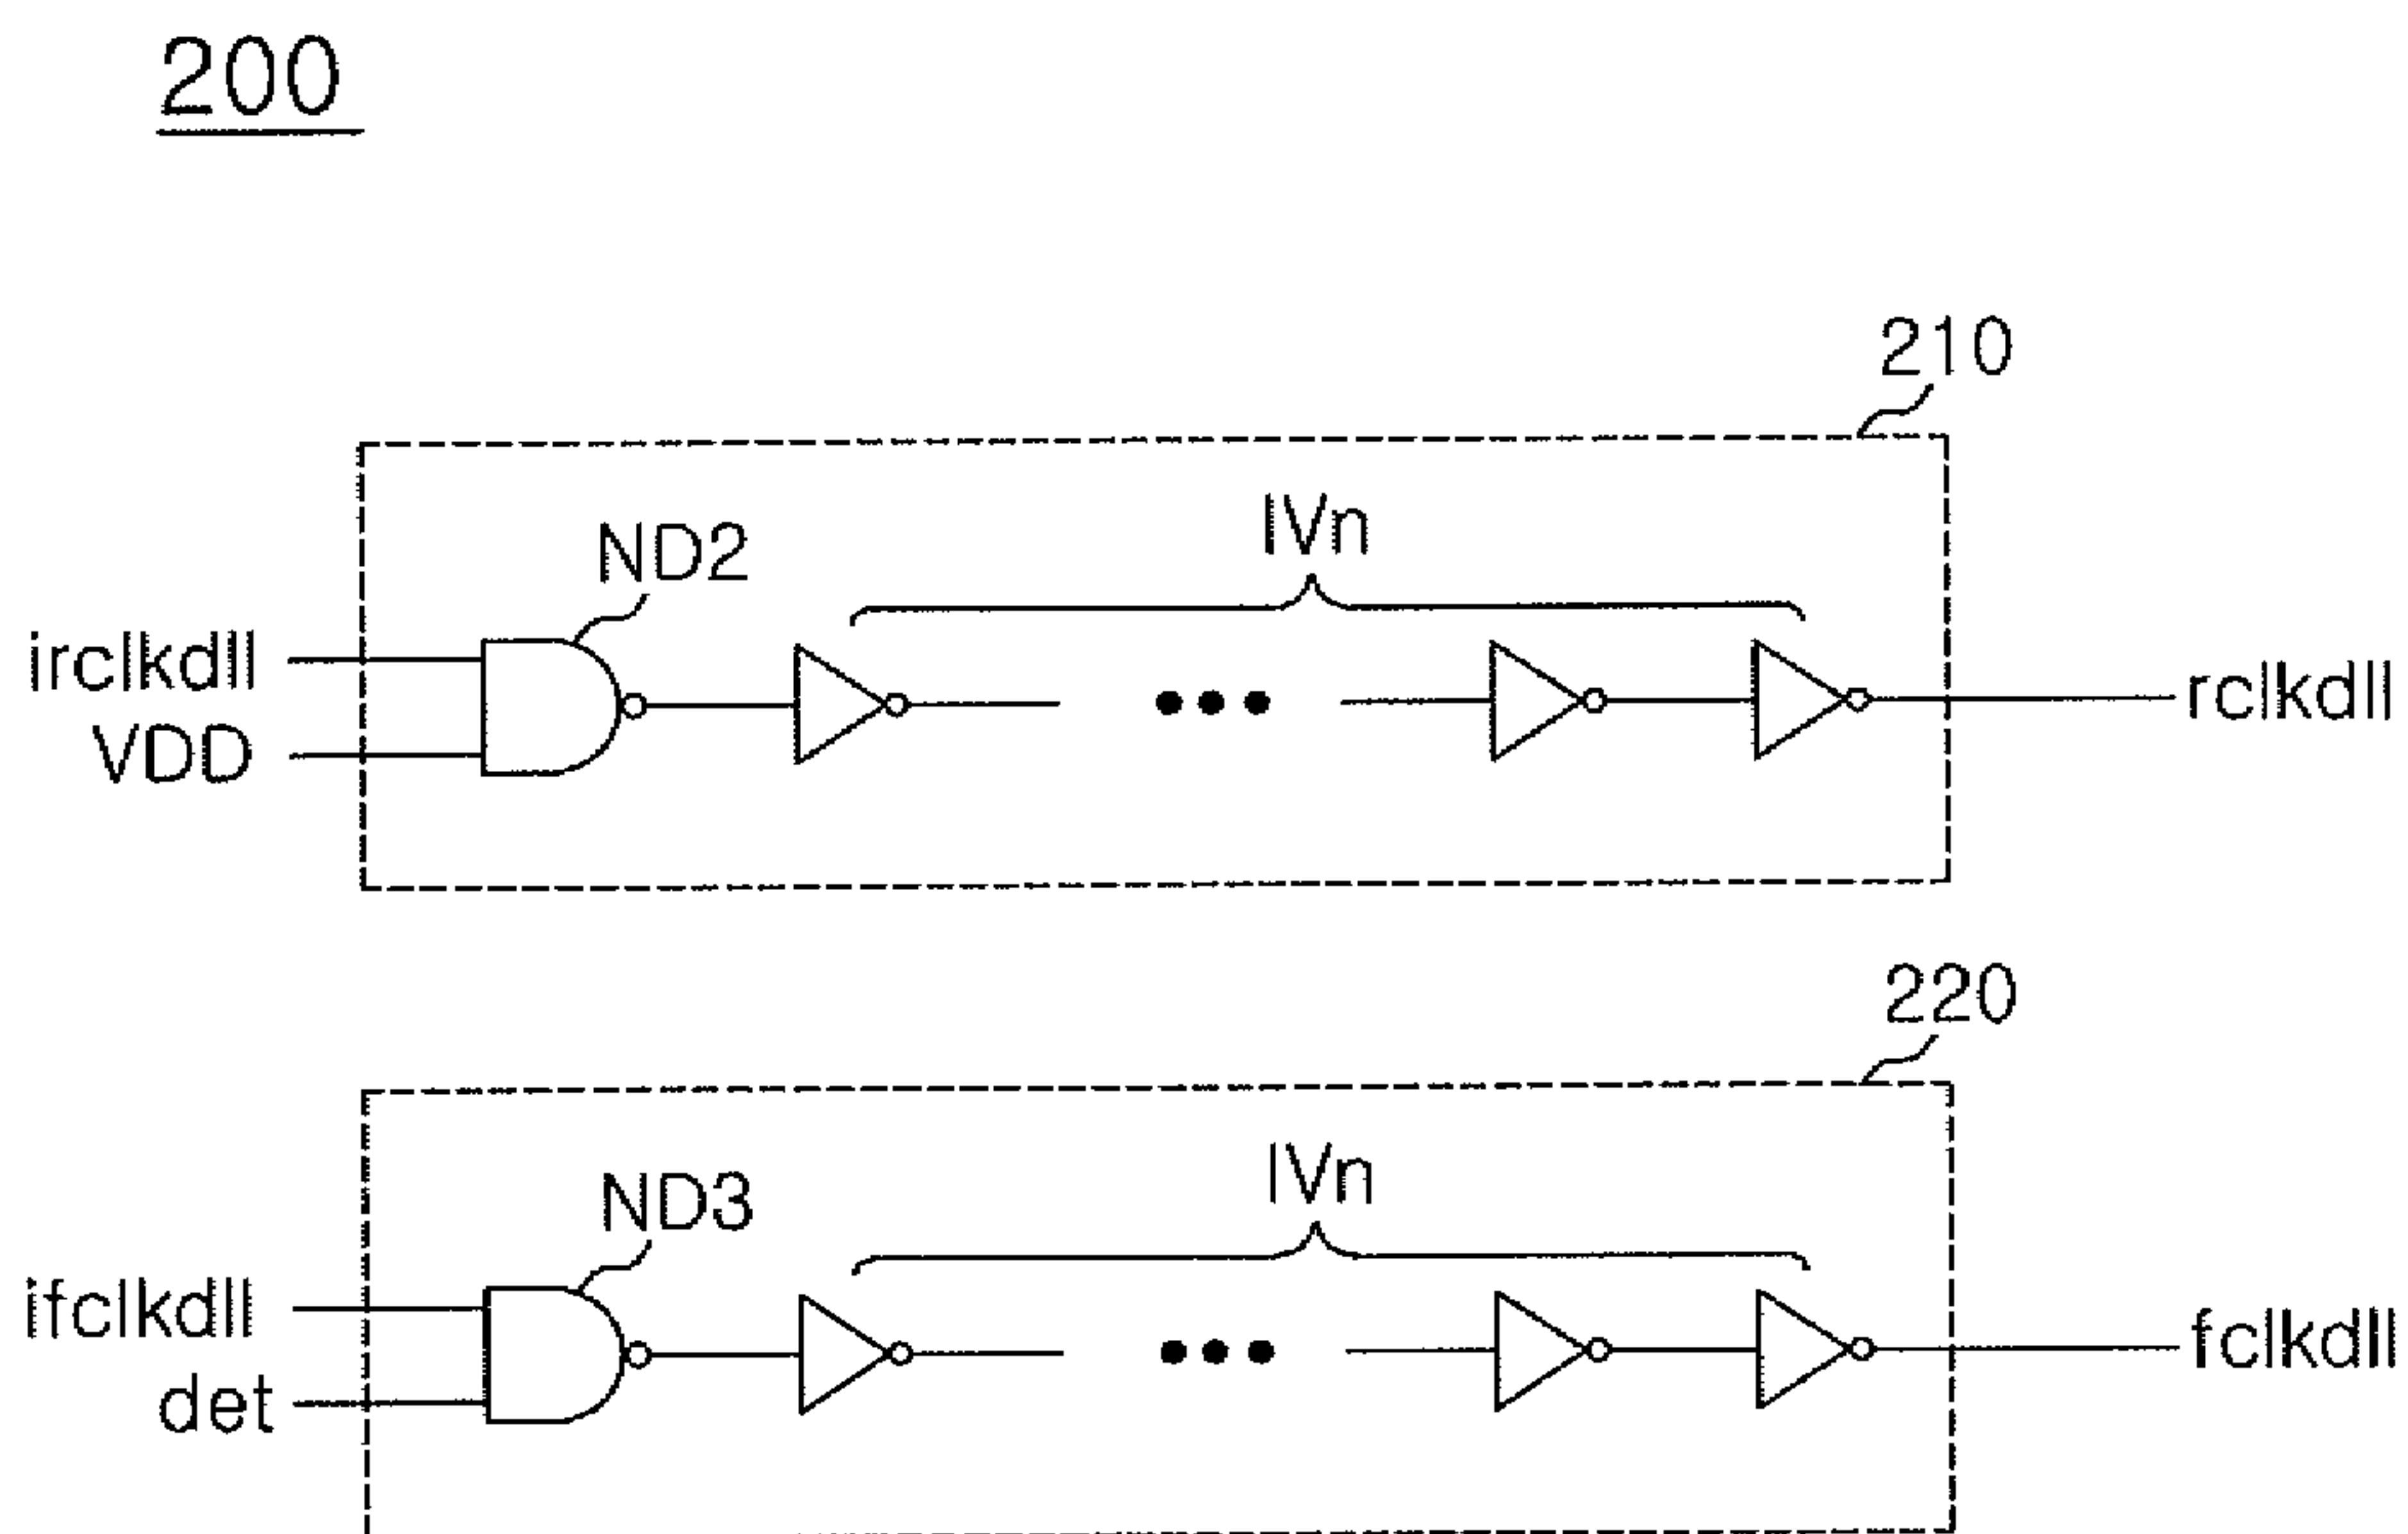 200
210
IVn
ND2
irclkdll
rclkdll
VDD
220
IVn
ND3
ifclkdll
fclkdll
det